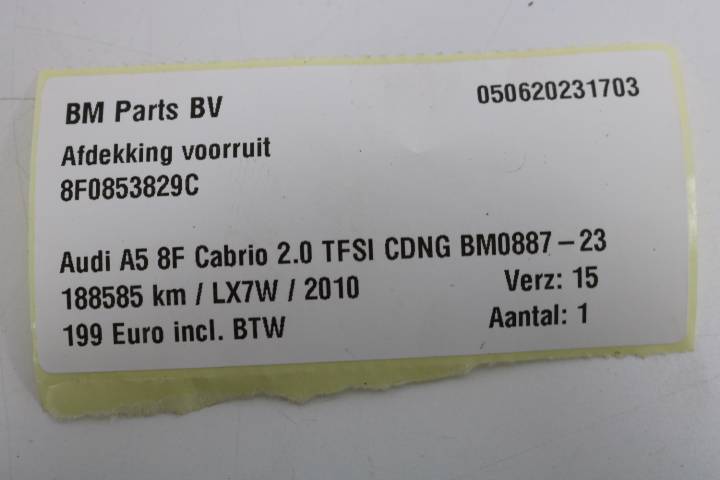 BM Parts BV 050620231703
Afdekking voorruit
8F0853829C
Audi A5 8F Cabrio 2.0 TFSI CDNG BM0887-23
188585 km / LX7W / 2010 Verz: 15
199 Euro incl. BTW Aantal: 1